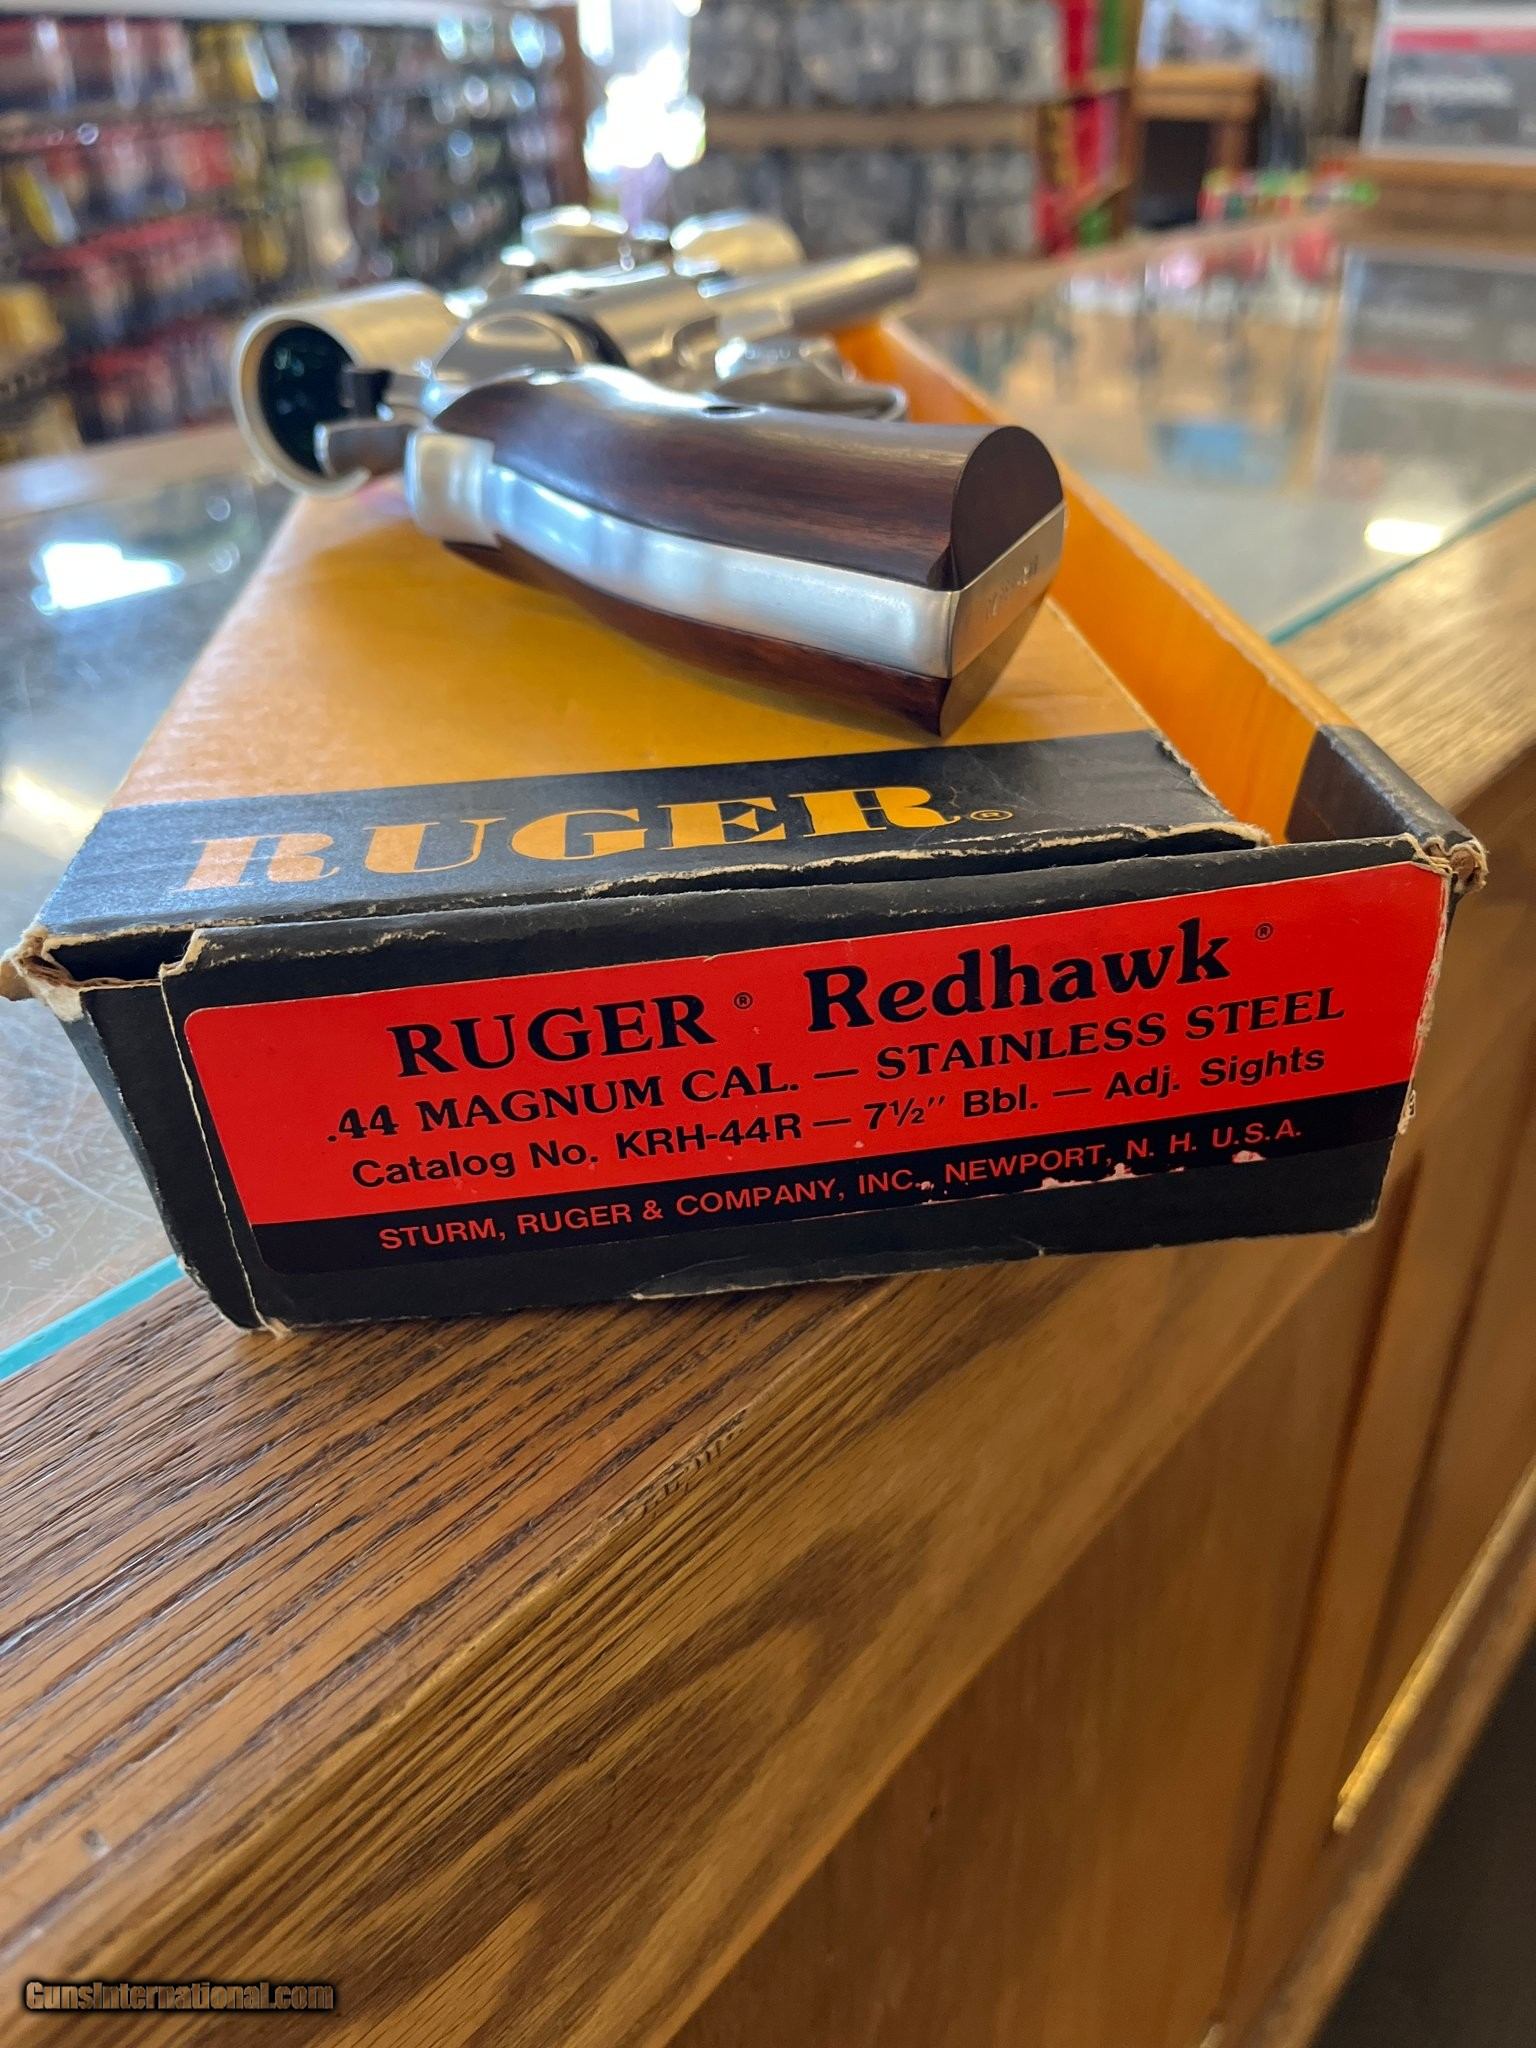 RUGER®
RUGER® Redhawk®
.44 MAGNUM CAL. — STAINLESS STEEL
Catalog No. KRH-44R — 7½" Bbl. — Adj. Sights
STURM, RUGER & COMPANY, INC., NEWPORT, N. H. U.S.A.
GunsInternational.com